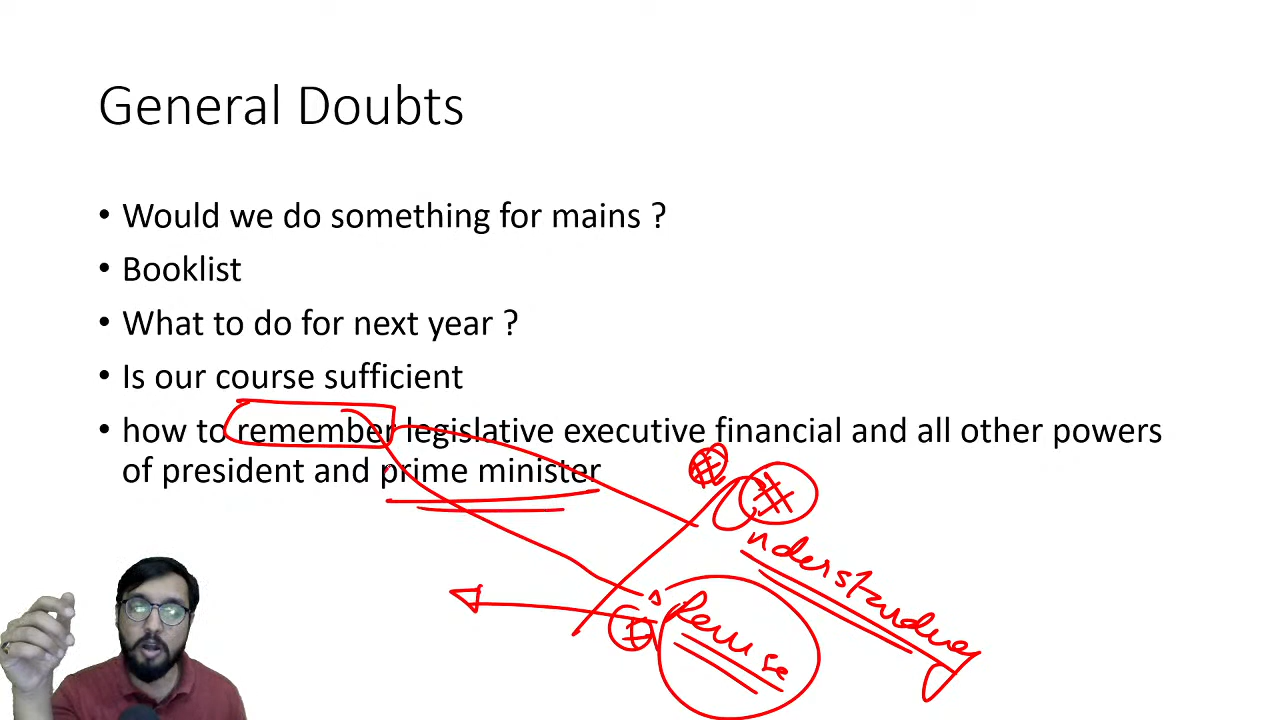 General Doubts
• Would we do something for mains ?
• Booklist
• What to do for next year ?
• Is our course sufficient
• how to remember legislative executive financial and all other powers
of president and prime minister
#
#
understanding
Revise